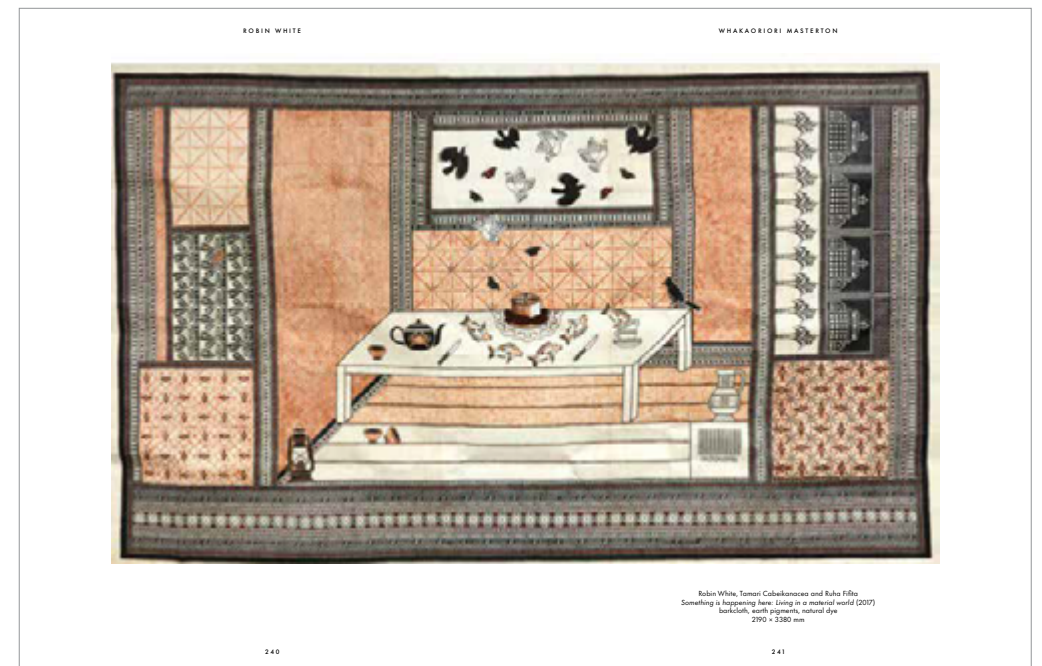 ROBIN WHITE
WHAKAORIORI MASTERTON
Robin White, Tamari Cabeikanacea and Ruha Fifita
Something is happening here: Living in a material world (2017)
barkcloth, earth pigments, natural dye
2190 × 3380 mm
240
241